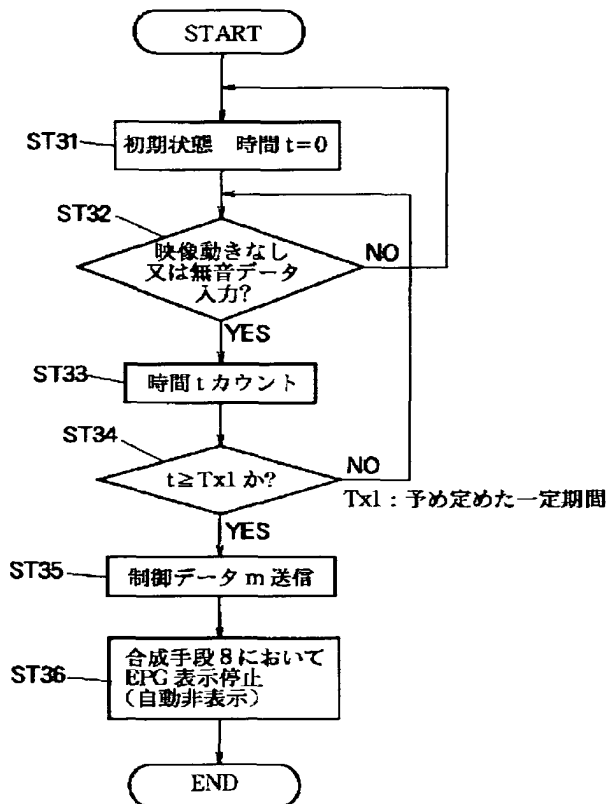 START
ST31
初期状態 時間 t=0
ST32
映像動きなし
又は無音データ
入力?
NO
YES
ST33
時間 t カウント
ST34
t≧Tx1 か?
NO
Tx1 : 予め定めた一定期間
YES
ST35
制御データ m 送信
ST36
合成手段 8 において
EPG 表示停止
(自動非表示)
END